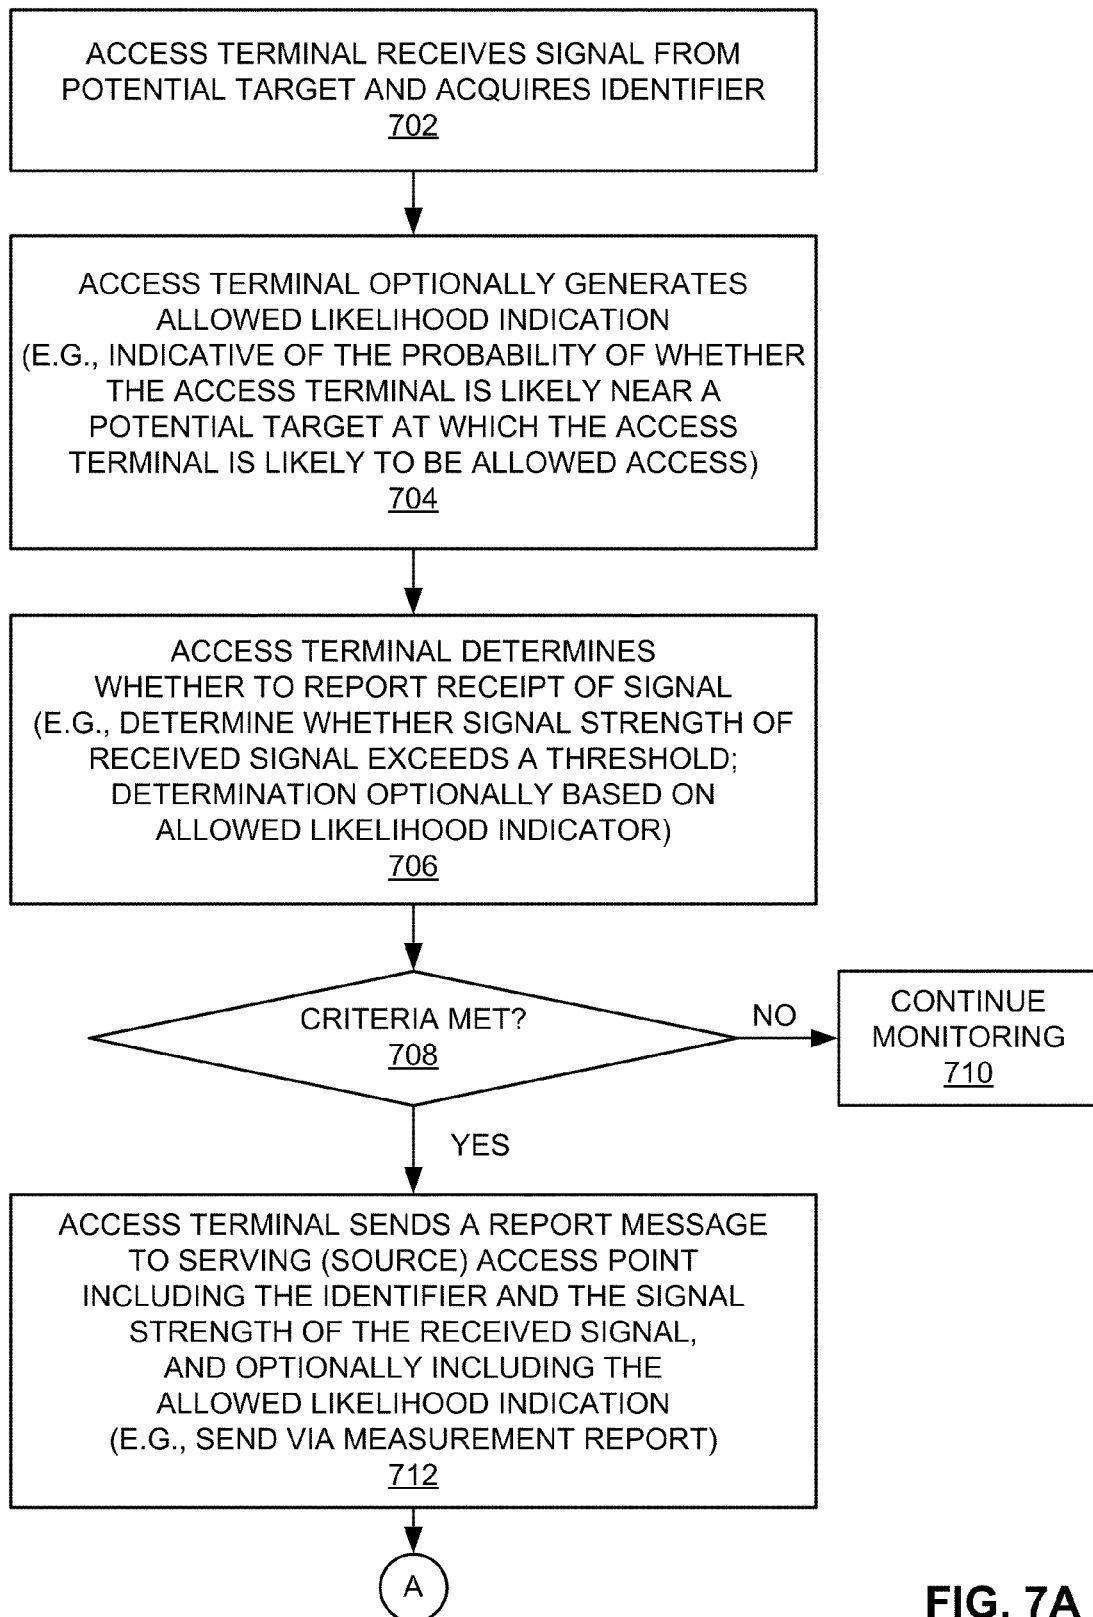 ACCESS TERMINAL RECEIVES SIGNAL FROM
POTENTIAL TARGET AND ACQUIRES IDENTIFIER
702
ACCESS TERMINAL OPTIONALLY GENERATES
ALLOWED LIKELIHOOD INDICATION
(E.G., INDICATIVE OF THE PROBABILITY OF WHETHER
THE ACCESS TERMINAL IS LIKELY NEAR A
POTENTIAL TARGET AT WHICH THE ACCESS
TERMINAL IS LIKELY TO BE ALLOWED ACCESS)
704
ACCESS TERMINAL DETERMINES
WHETHER TO REPORT RECEIPT OF SIGNAL
(E.G., DETERMINE WHETHER SIGNAL STRENGTH OF
RECEIVED SIGNAL EXCEEDS A THRESHOLD;
DETERMINATION OPTIONALLY BASED ON
ALLOWED LIKELIHOOD INDICATOR)
706
CRITERIA MET?
708
NO
CONTINUE
MONITORING
710
YES
ACCESS TERMINAL SENDS A REPORT MESSAGE
TO SERVING (SOURCE) ACCESS POINT
INCLUDING THE IDENTIFIER AND THE SIGNAL
STRENGTH OF THE RECEIVED SIGNAL,
AND OPTIONALLY INCLUDING THE
ALLOWED LIKELIHOOD INDICATION
(E.G., SEND VIA MEASUREMENT REPORT)
712
A
FIG. 7A